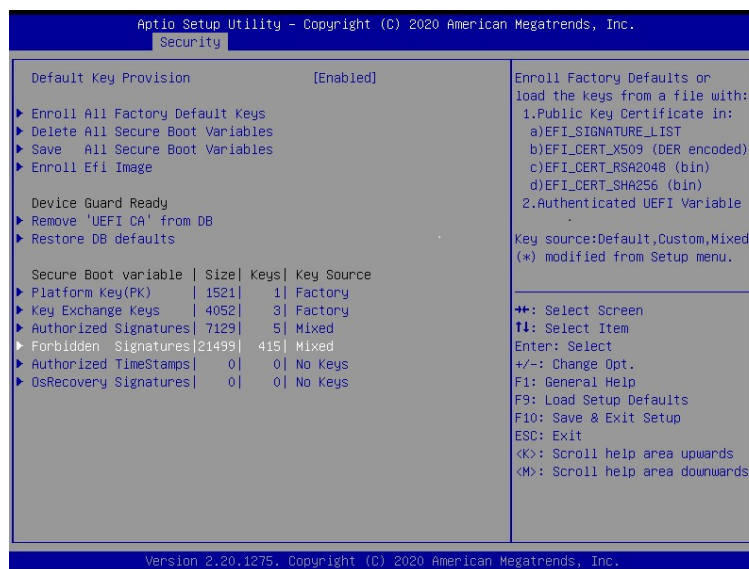 Aptio Setup Utility – Copyright (C) 2020 American Megatrends, Inc.
Security
Default Key Provision [Enabled]
▶ Enroll All Factory Default Keys
▶ Delete All Secure Boot Variables
▶ Save All Secure Boot Variables
▶ Enroll Efi Image
Device Guard Ready
▶ Remove 'UEFI CA' from DB
▶ Restore DB defaults
Secure Boot variable | Size| Keys| Key Source
▶ Platform Key(PK) | 1521| 1| Factory
▶ Key Exchange Keys | 4052| 3| Factory
▶ Authorized Signatures| 7129| 5| Mixed
▶ Forbidden Signatures|21499| 415| Mixed
▶ Authorized TimeStamps| 0| 0| No Keys
▶ OsRecovery Signatures| 0| 0| No Keys
Enroll Factory Defaults or
load the keys from a file with:
1.Public Key Certificate in:
a)EFI_SIGNATURE_LIST
b)EFI_CERT_X509 (DER encoded)
c)EFI_CERT_RSA2048 (bin)
d)EFI_CERT_SHA256 (bin)
2.Authenticated UEFI Variable
Key source:Default,Custom,Mixed
(*) modified from Setup menu.
→←: Select Screen
↑↓: Select Item
Enter: Select
+/-: Change Opt.
F1: General Help
F9: Load Setup Defaults
F10: Save & Exit Setup
ESC: Exit
<K>: Scroll help area upwards
<M>: Scroll help area downwards
Version 2.20.1275. Copyright (C) 2020 American Megatrends, Inc.